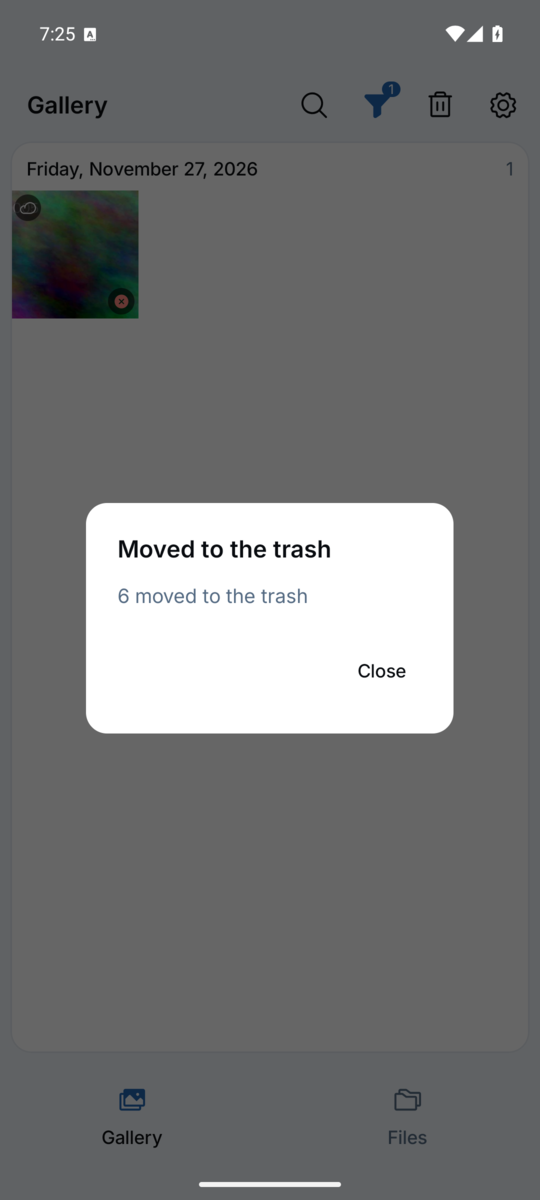 7:25 A
Gallery
1
Friday, November 27, 2026
1
Moved to the trash
6 moved to the trash
Close
Gallery
Files